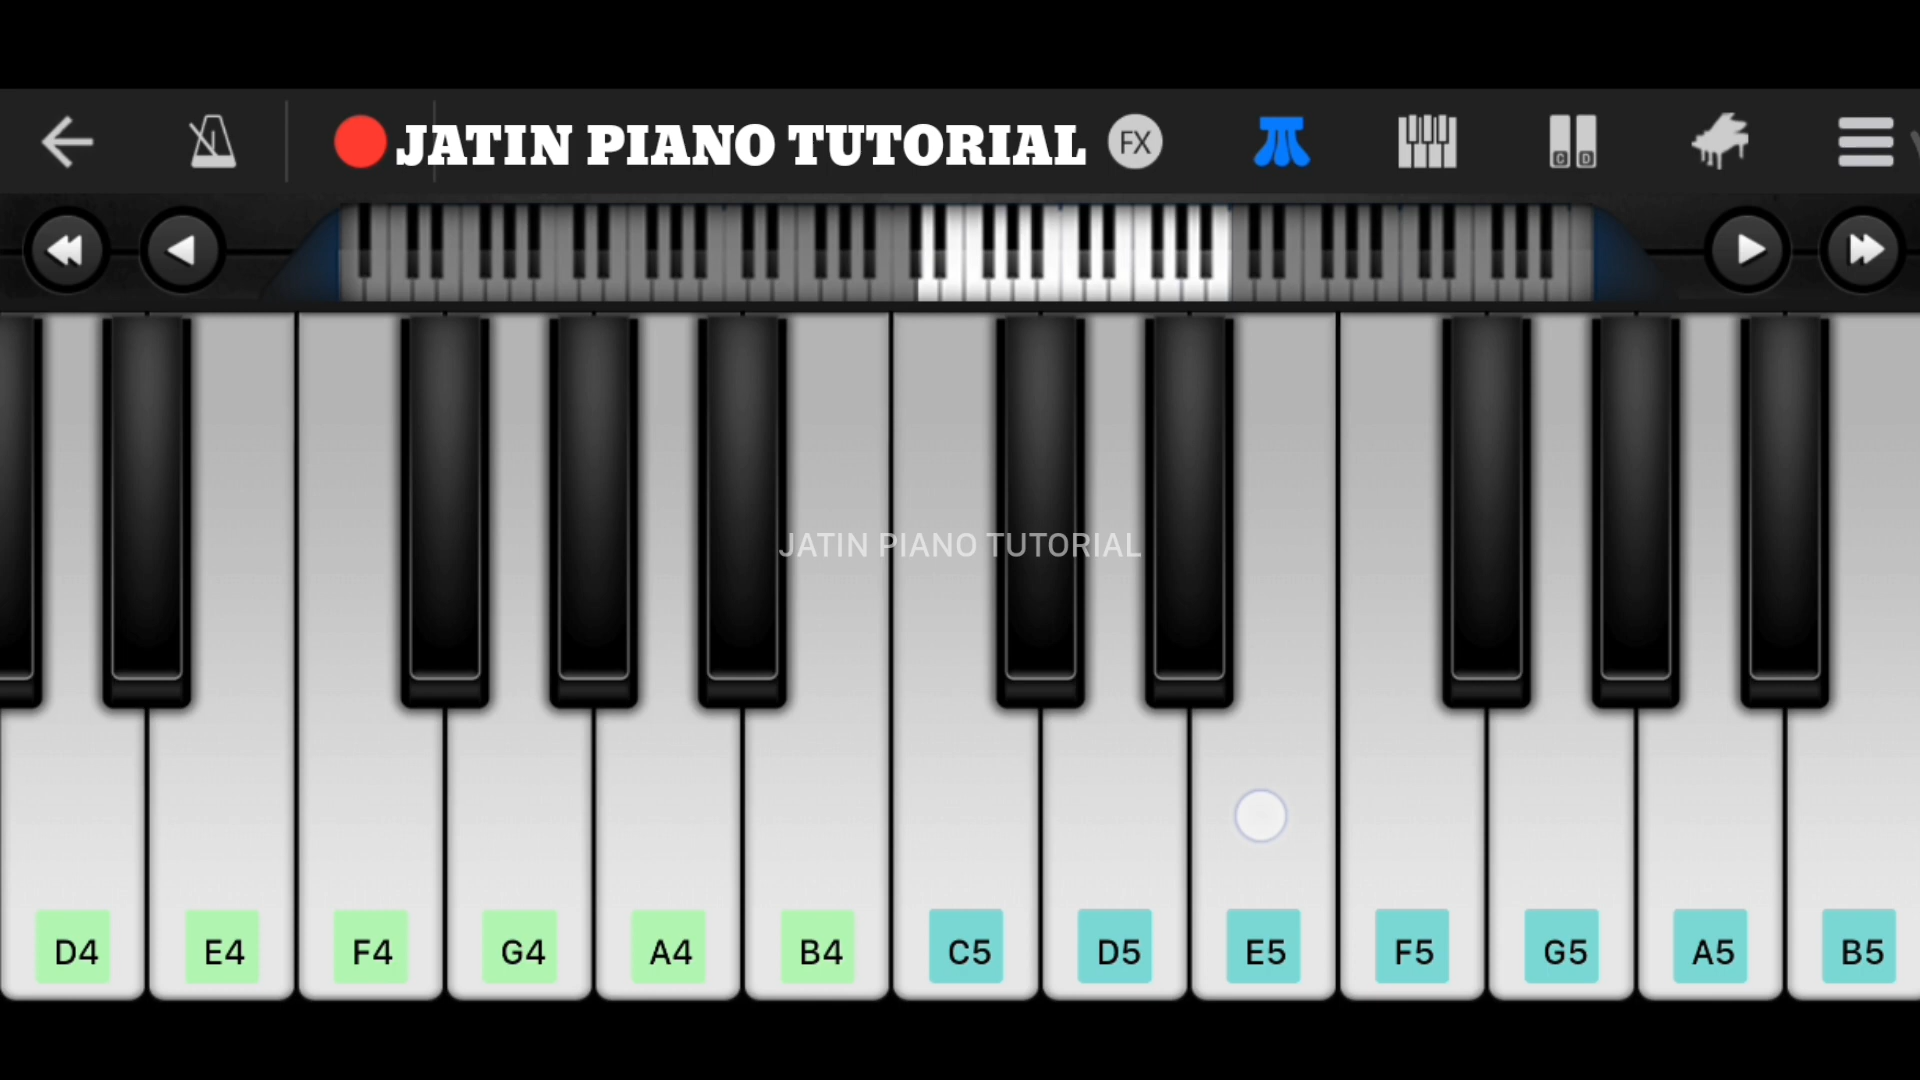 JATIN PIANO TUTORIAL
FX
C D
JATIN PIANO TUTORIAL
D4 E4 F4 G4 A4 B4 C5 D5 E5 F5 G5 A5 B5